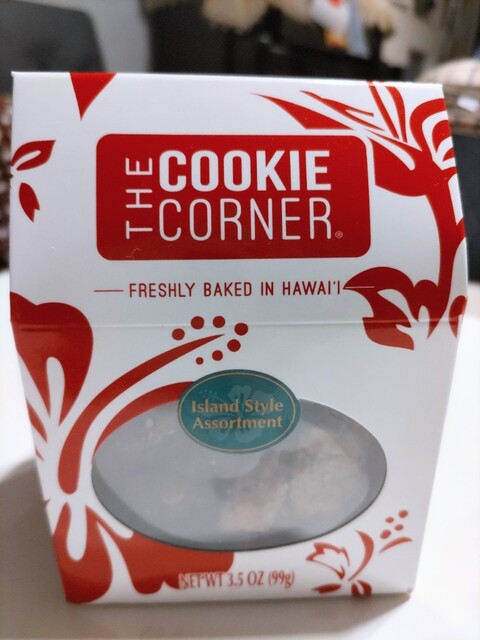 THE
COOKIE
CORNER®
FRESHLY BAKED IN HAWAI'I
Island Style
Assortment
NET WT 3.5 OZ (99g)